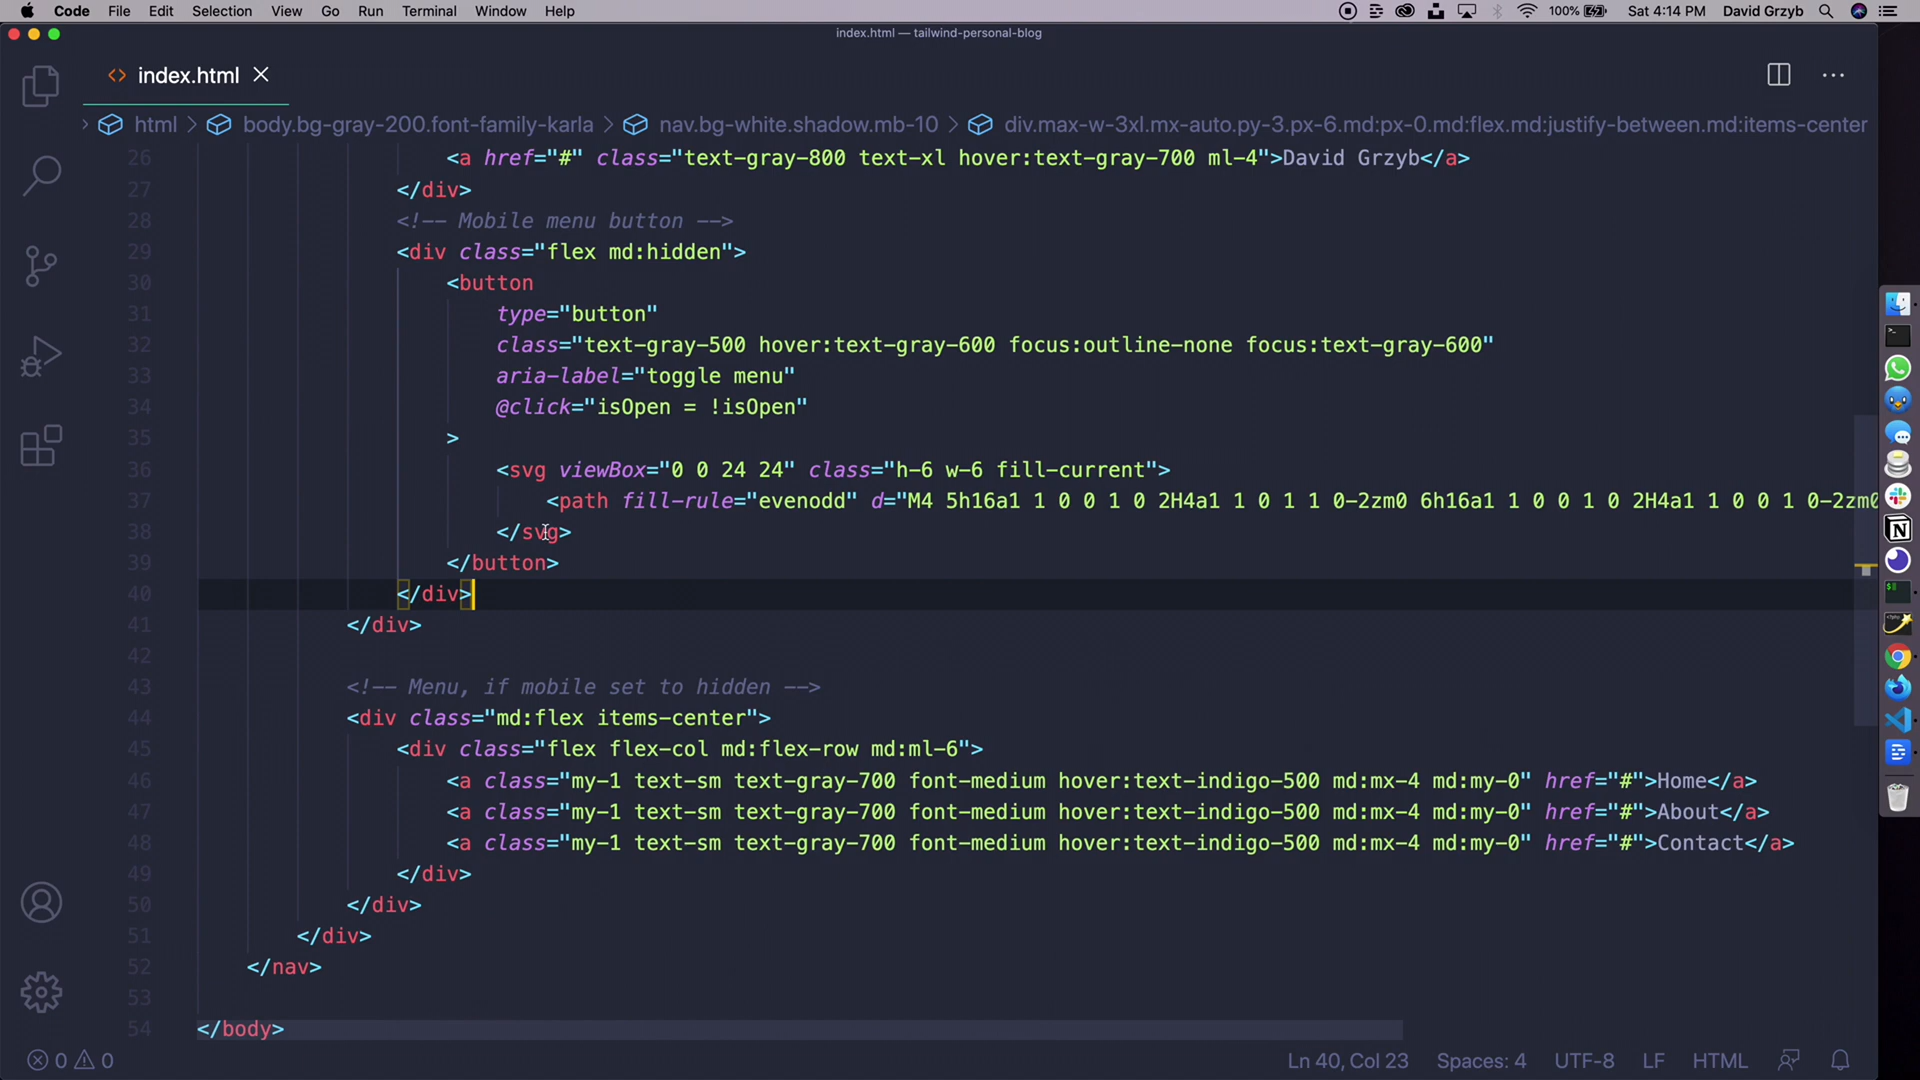 Code File Edit Selection View Go Run Terminal Window Help 100% Sat 4:14 PM David Grzyb
index.html — tailwind-personal-blog
<> index.html
> html > body.bg-gray-200.font-family-karla > nav.bg-white.shadow.mb-10 > div.max-w-3xl.mx-auto.py-3.px-6.md:px-0.md:flex.md:justify-between.md:items-center
26 <a href="#" class="text-gray-800 text-xl hover:text-gray-700 ml-4">David Grzyb</a>
27 </div>
28 <!-- Mobile menu button -->
29 <div class="flex md:hidden">
30 <button
31 type="button"
32 class="text-gray-500 hover:text-gray-600 focus:outline-none focus:text-gray-600"
33 aria-label="toggle menu"
34 @click="isOpen = !isOpen"
35 >
36 <svg viewBox="0 0 24 24" class="h-6 w-6 fill-current">
37 <path fill-rule="evenodd" d="M4 5h16a1 1 0 0 1 0 2H4a1 1 0 1 1 0-2zm0 6h16a1 1 0 0 1 0 2H4a1 1 0 0 1 0-2zm0
38 </svg>
39 </button>
40 </div>
41 </div>
42
43 <!-- Menu, if mobile set to hidden -->
44 <div class="md:flex items-center">
45 <div class="flex flex-col md:flex-row md:ml-6">
46 <a class="my-1 text-sm text-gray-700 font-medium hover:text-indigo-500 md:mx-4 md:my-0" href="#">Home</a>
47 <a class="my-1 text-sm text-gray-700 font-medium hover:text-indigo-500 md:mx-4 md:my-0" href="#">About</a>
48 <a class="my-1 text-sm text-gray-700 font-medium hover:text-indigo-500 md:mx-4 md:my-0" href="#">Contact</a>
49 </div>
50 </div>
51 </div>
52 </nav>
53
54 </body>
0 0 Ln 40, Col 23 Spaces: 4 UTF-8 LF HTML